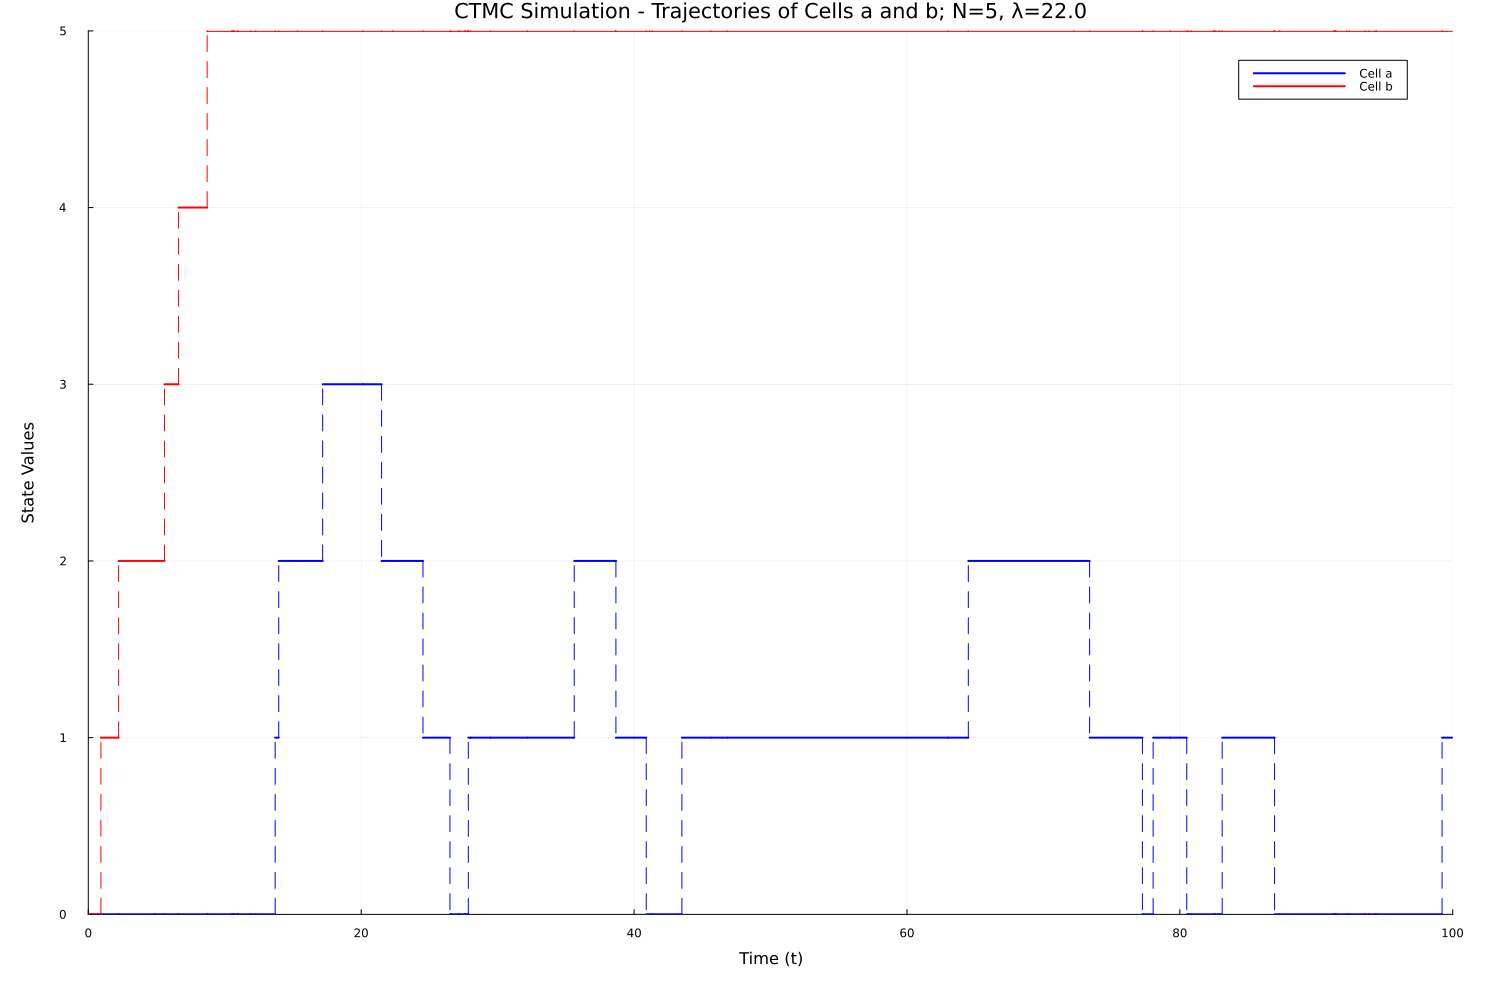 CTMC Simulation - Trajectories of Cells a and b; N=5, λ=22.0
5
Cell a
Cell b
4
3
State Values
2
1
0
0 20 40 60 80 100
Time (t)